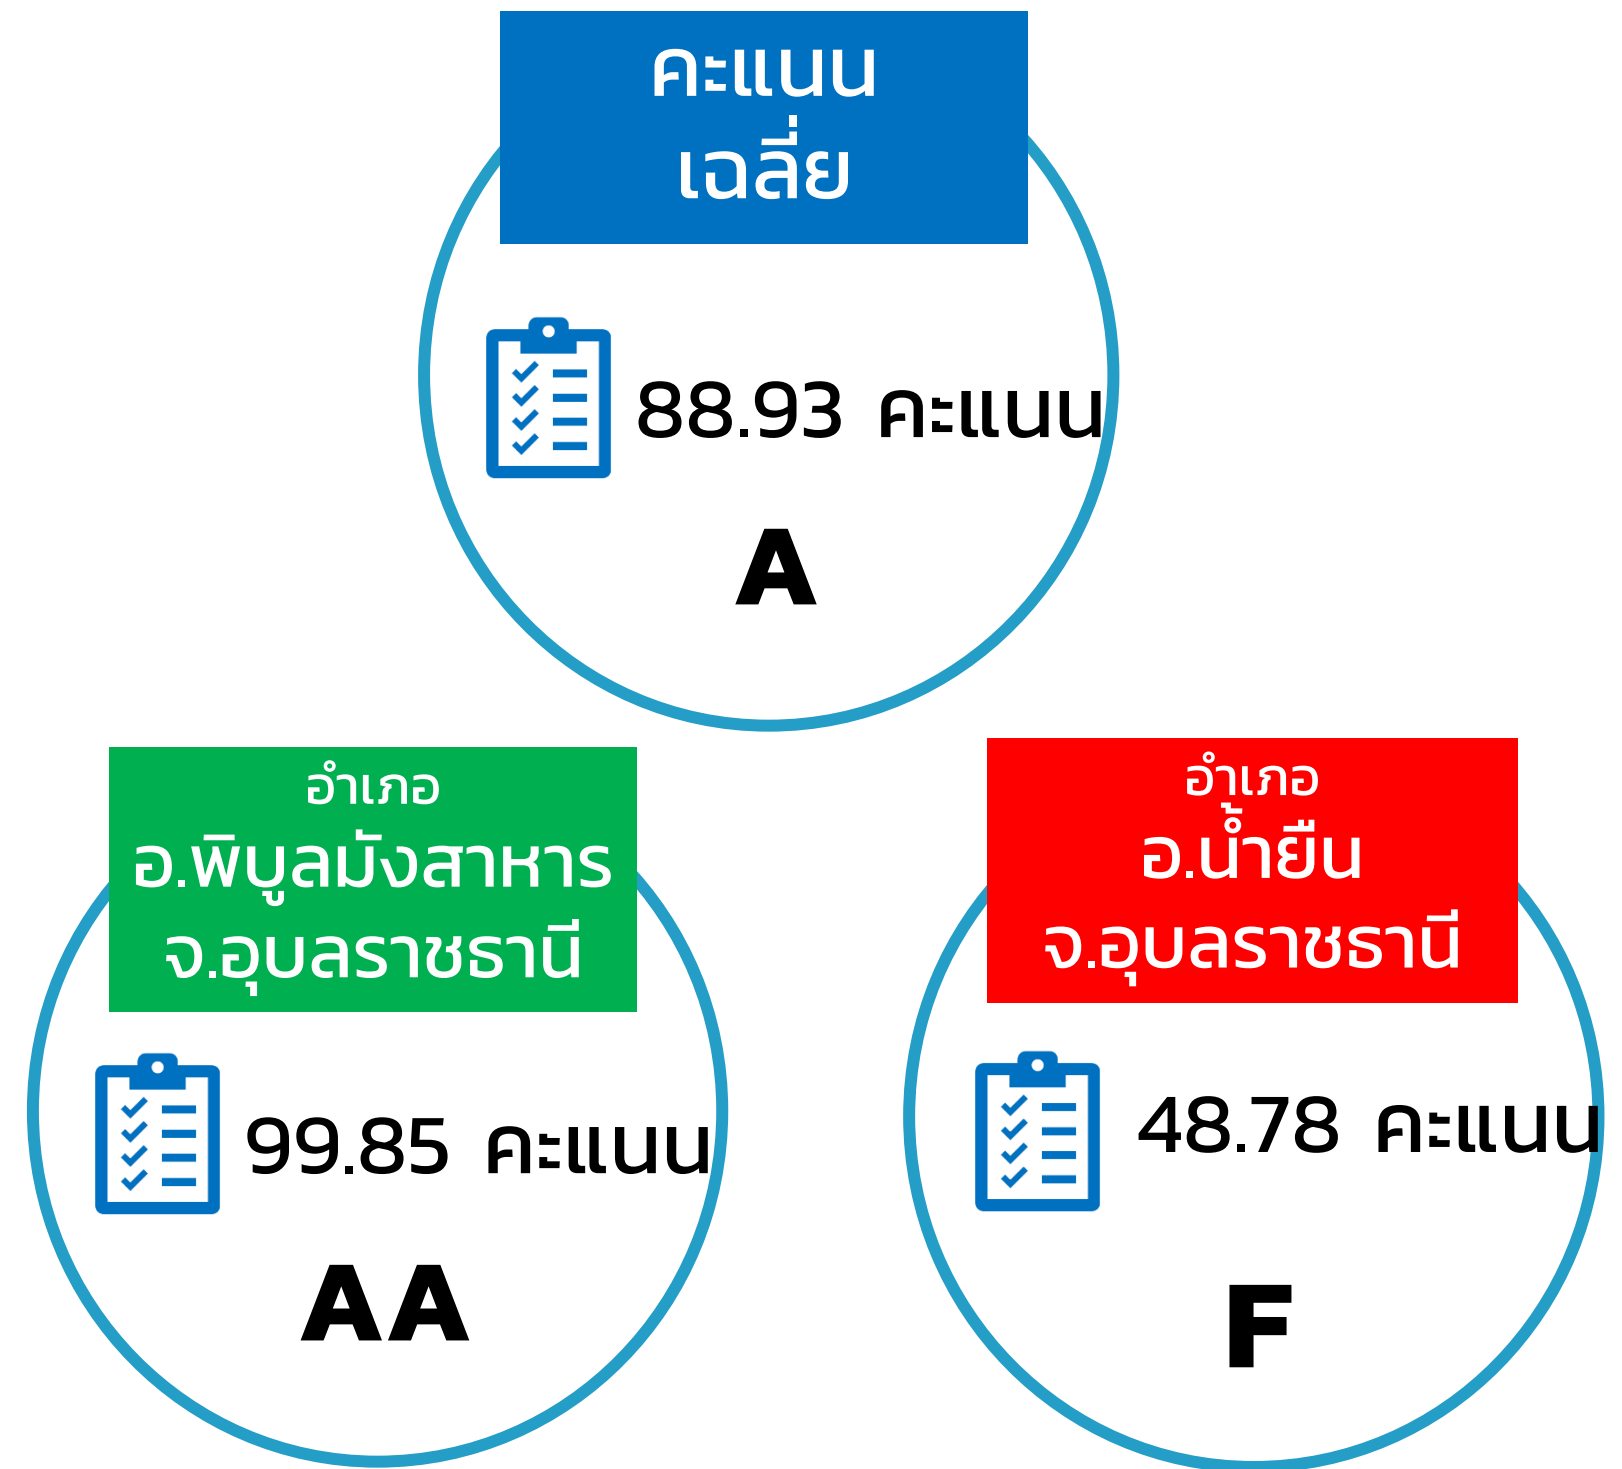 คะแนน
เฉลี่ย
88.93 คะแนน
A
อำเภอ
อ.พิบูลมังสาหาร
จ.อุบลราชธานี
99.85 คะแนน
AA
อำเภอ
อ.น้ำยืน
จ.อุบลราชธานี
48.78 คะแนน
F